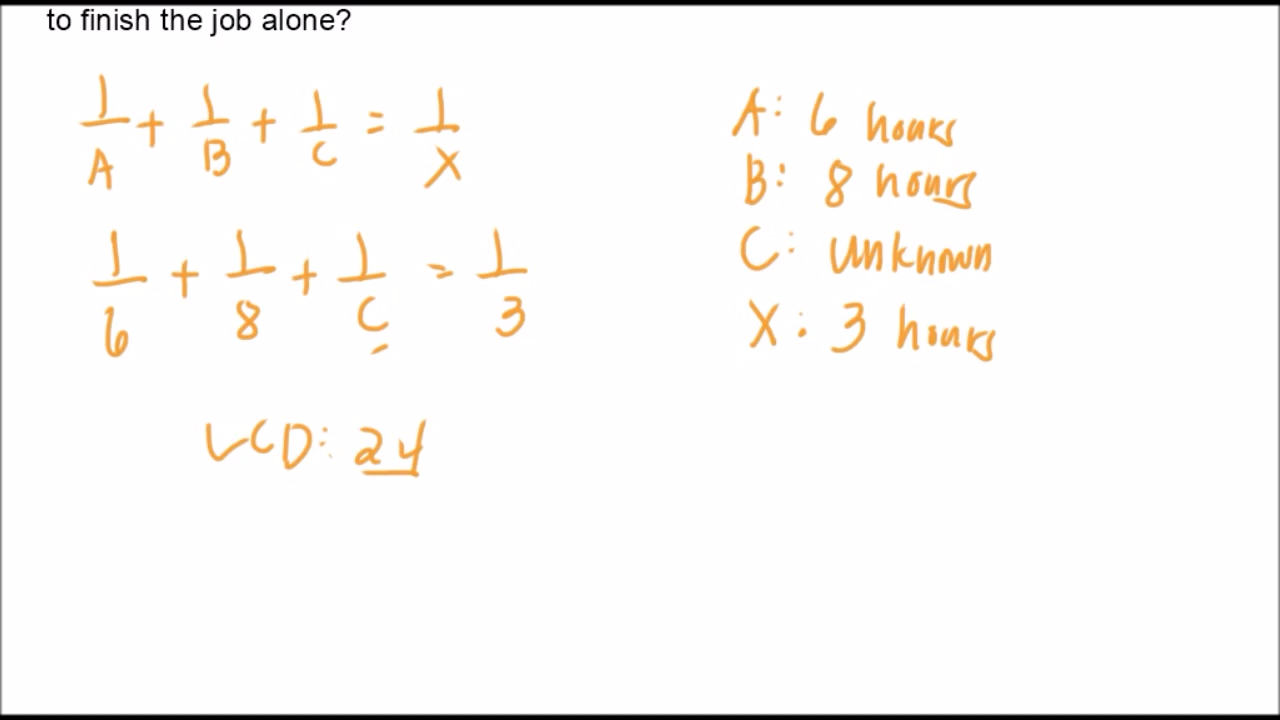 to finish the job alone?
1/A + 1/B + 1/C = 1/X
A: 6 hours
B: 8 hours
1/6 + 1/8 + 1/C = 1/3
C: Unknown
X: 3 hours
LCD: 24